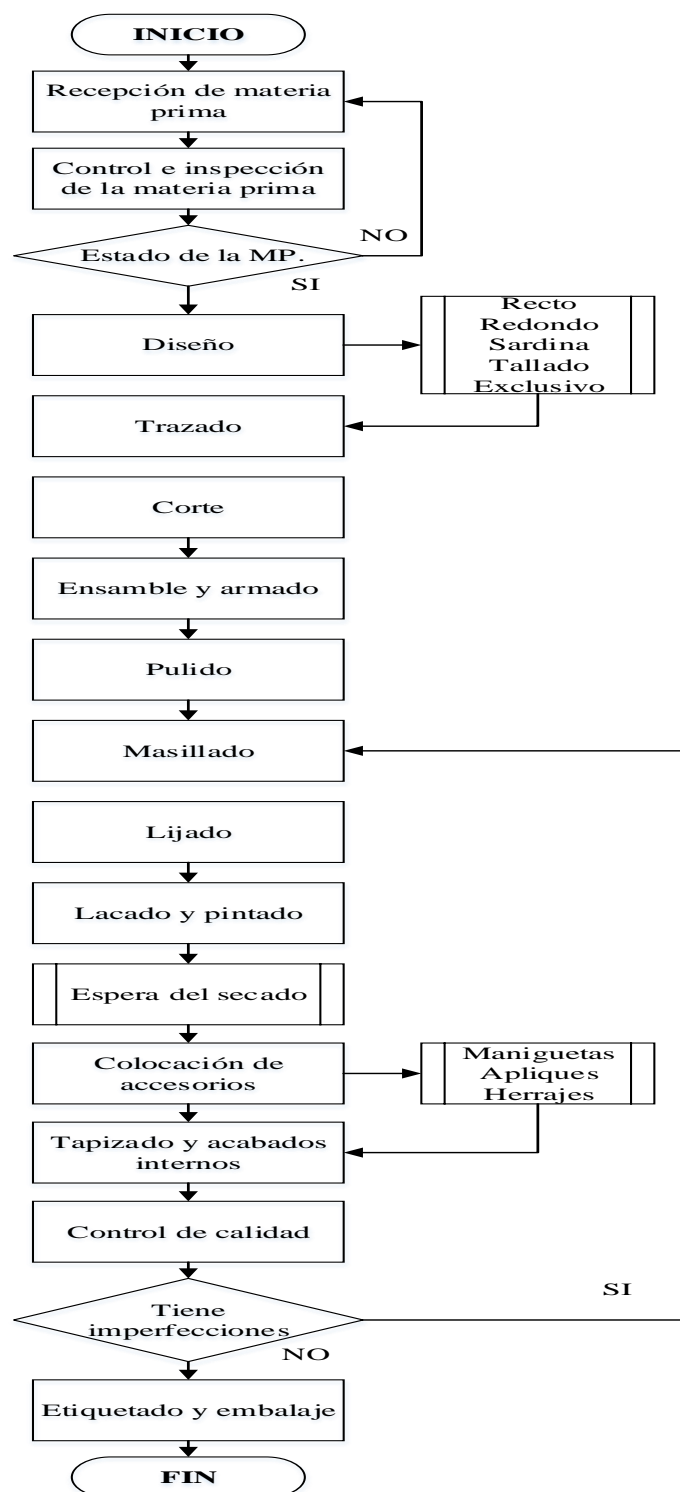 INICIO
Recepción de materia
prima
Control e inspección
de la materia prima
NO
Estado de la MP.
SI
Recto
Redondo
Sardina
Tallado
Exclusivo
Diseño
Trazado
Corte
Ensamble y armado
Pulido
Masillado
Lijado
Lacado y pintado
Espera del secado
Colocación de
accesorios
Maniguetas
Apliques
Herrajes
Tapizado y acabados
internos
Control de calidad
SI
Tiene
imperfecciones
NO
Etiquetado y embalaje
FIN